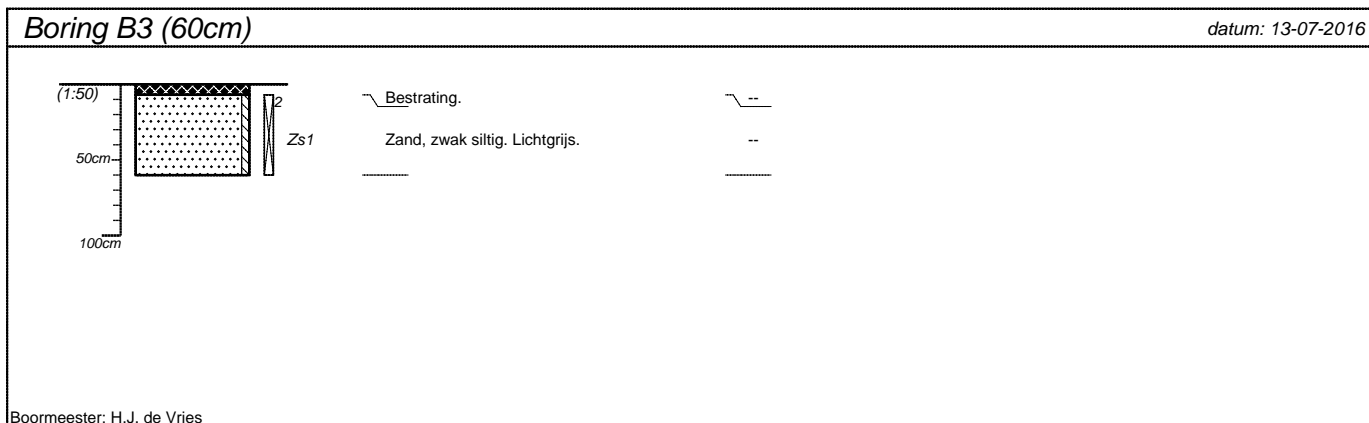 Boring B3 (60cm)
datum: 13-07-2016
(1:50)
2
Bestrating.
--
Zs1
Zand, zwak siltig. Lichtgrijs.
--
50cm
100cm
Boormeester: H.J. de Vries